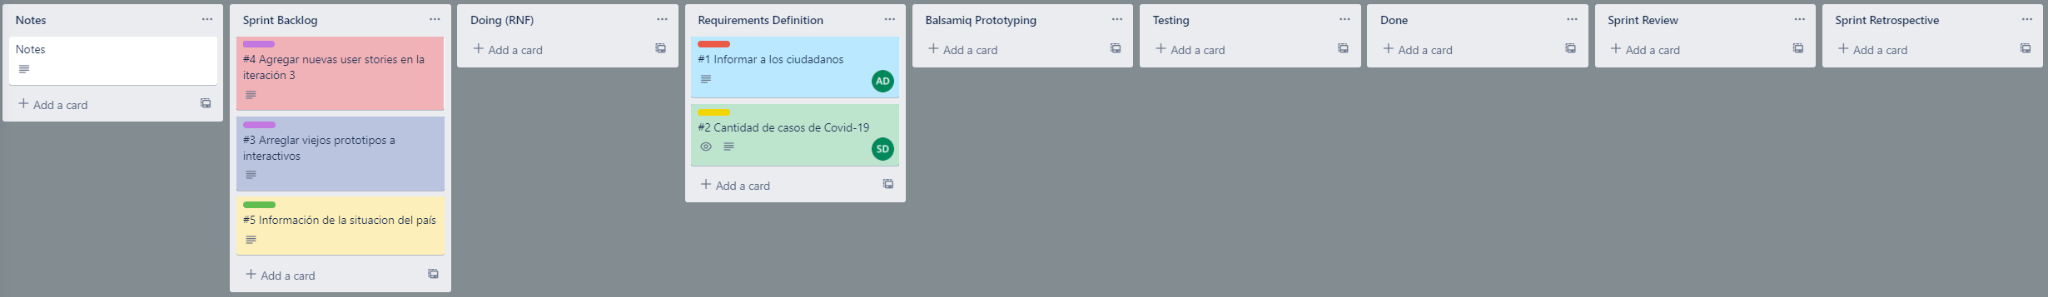 Notes
Notes
Add a card
Sprint Backlog
#4 Agregar nuevas user stories en la
iteración 3
#3 Arreglar viejos prototipos a
interactivos
#5 Información de la situacion del país
Add a card
Doing (RNF)
Add a card
Requirements Definition
#1 Informar a los ciudadanos
AD
#2 Cantidad de casos de Covid-19
SD
Add a card
Balsamiq Prototyping
Add a card
Testing
Add a card
Done
Add a card
Sprint Review
Add a card
Sprint Retrospective
Add a card